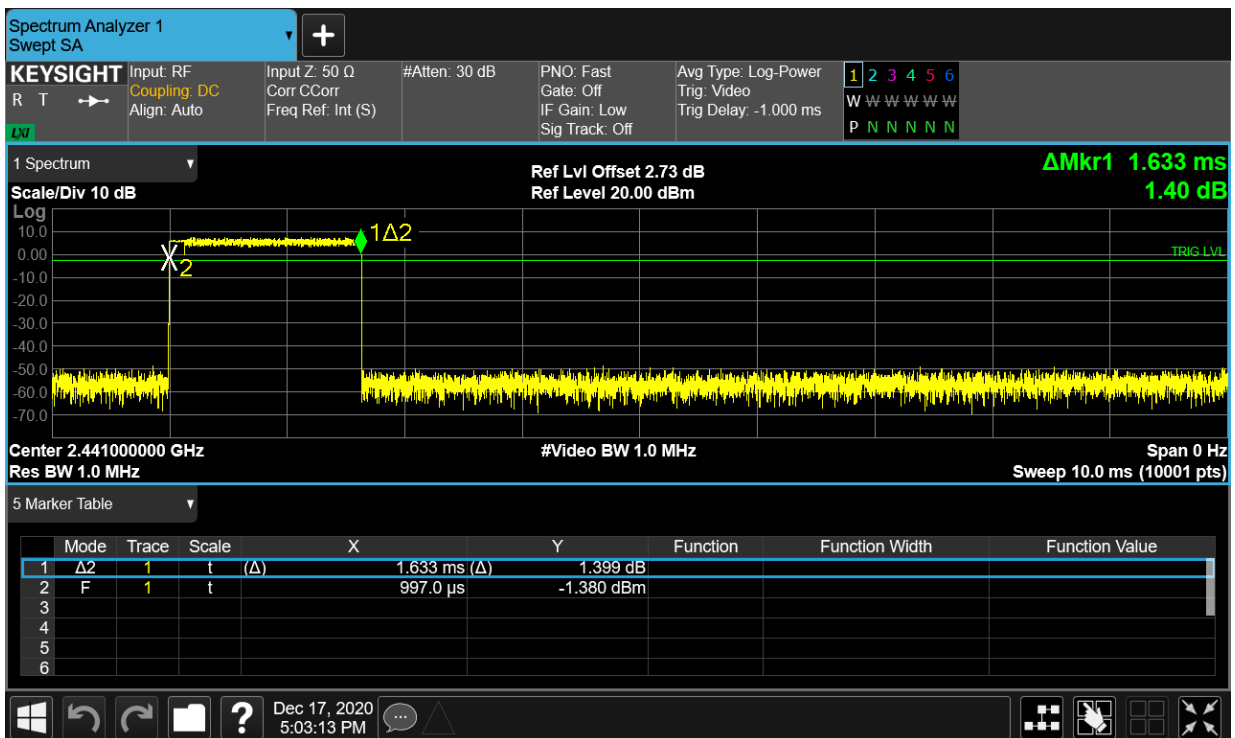 Spectrum Analyzer 1
Swept SA
+
KEYSIGHT
R T
LXI
Input: RF
Coupling: DC
Align: Auto
Input Z: 50 Ω
Corr CCorr
Freq Ref: Int (S)
#Atten: 30 dB
PNO: Fast
Gate: Off
IF Gain: Low
Sig Track: Off
Avg Type: Log-Power
Trig: Video
Trig Delay: -1.000 ms
1 2 3 4 5 6
W W W W W W
P N N N N N
1 Spectrum
Scale/Div 10 dB
Ref Lvl Offset 2.73 dB
Ref Level 20.00 dBm
ΔMkr1 1.633 ms
1.40 dB
Log
10.0
0.00
-10.0
-20.0
-30.0
-40.0
-50.0
-60.0
-70.0
1Δ2
2
TRIG LVL
Center 2.441000000 GHz
#Video BW 1.0 MHz
Span 0 Hz
Res BW 1.0 MHz
Sweep 10.0 ms (10001 pts)
5 Marker Table
Mode Trace Scale X Y Function Function Width Function Value
1 Δ2 1 t (Δ) 1.633 ms (Δ) 1.399 dB
2 F 1 t 997.0 µs -1.380 dBm
3
4
5
6
?
Dec 17, 2020
5:03:13 PM